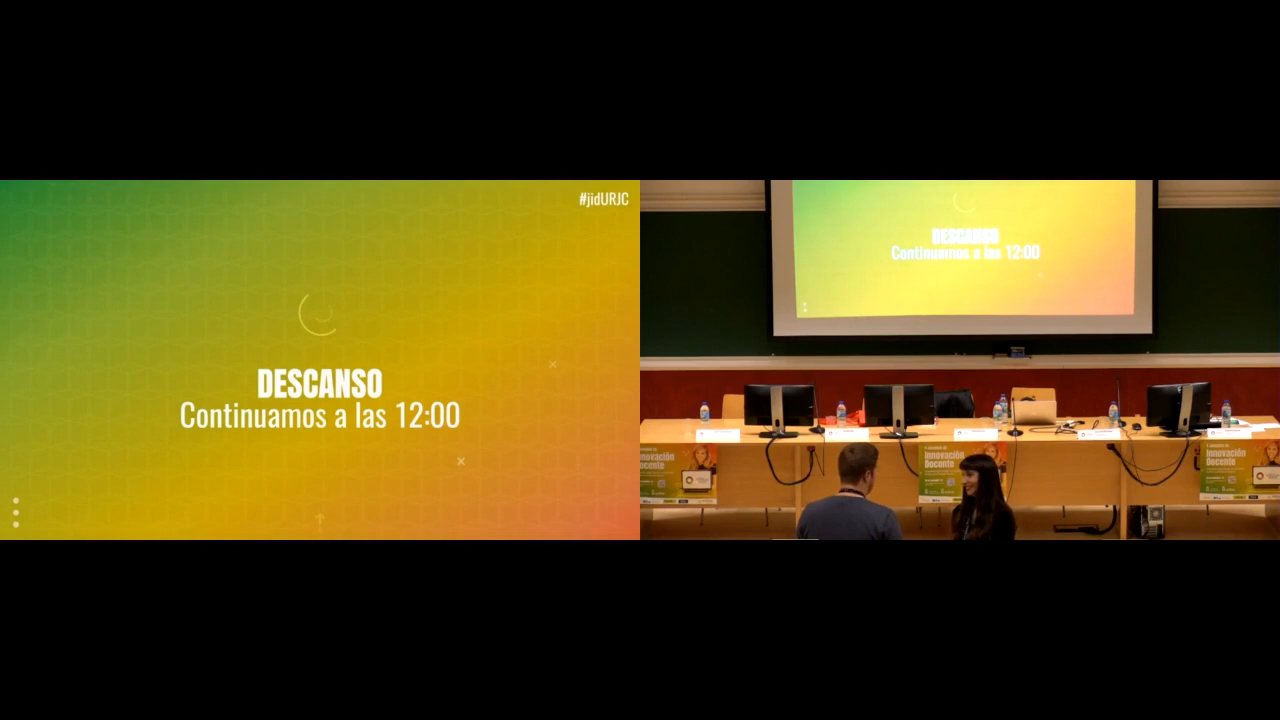 #jidURJC
DESCANSO
Continuamos a las 12:00
DESCANSO
Continuamos a las 12:00
Innovación
Docente
Innovación
Docente
Innovación
Docente